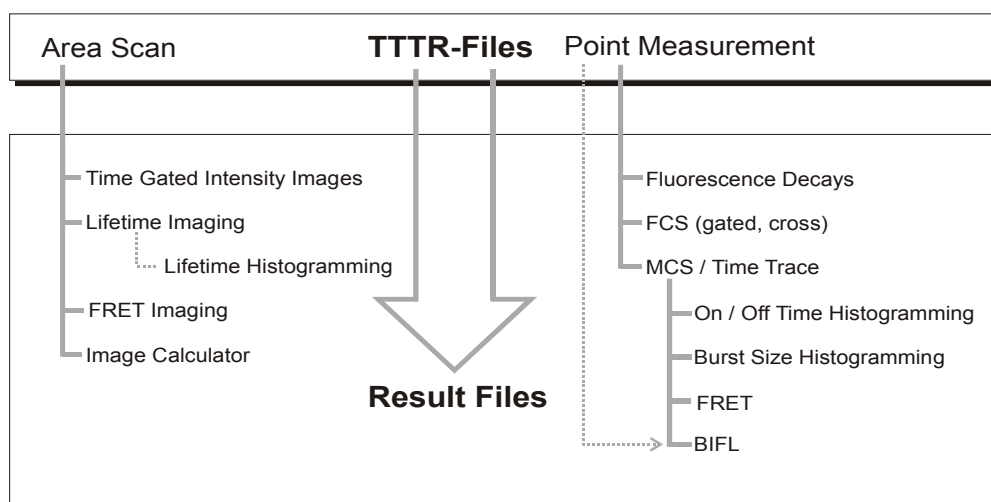 Area Scan
TTTR-Files
Point Measurement
Time Gated Intensity Images
Lifetime Imaging
Lifetime Histogramming
FRET Imaging
Image Calculator
Result Files
Fluorescence Decays
FCS (gated, cross)
MCS / Time Trace
On / Off Time Histogramming
Burst Size Histogramming
FRET
BIFL